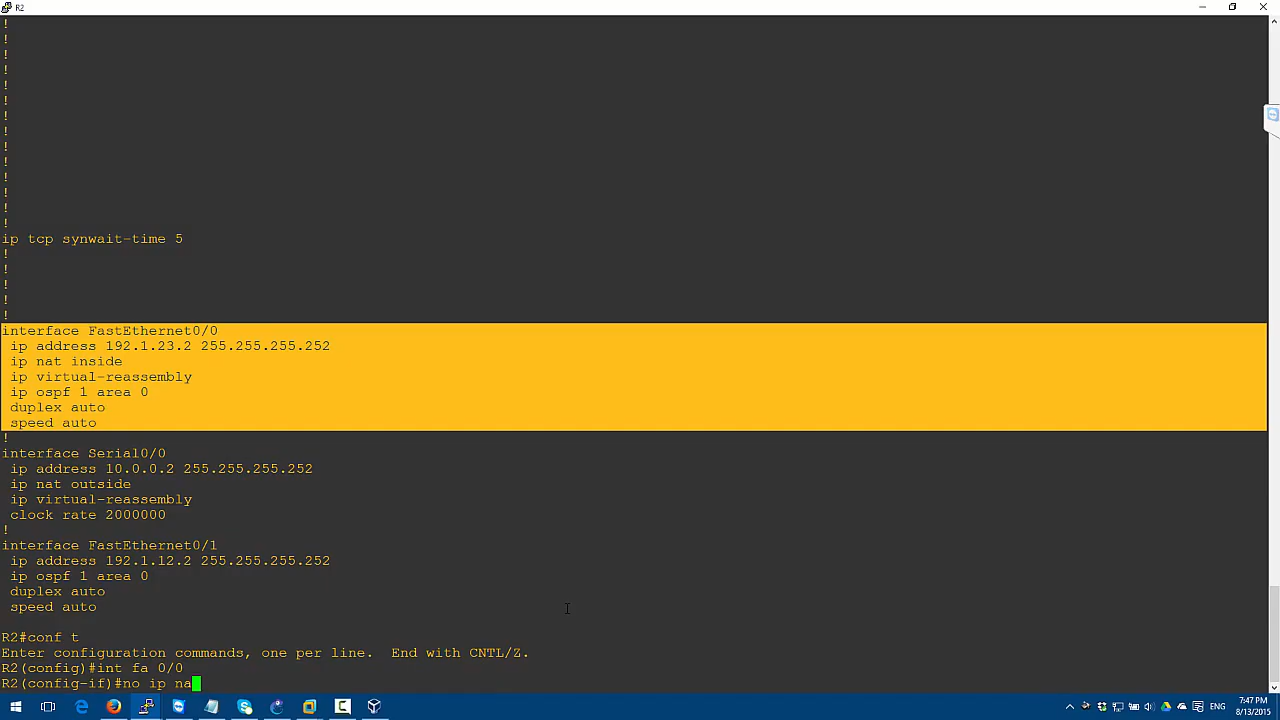 R2
!
!
!
!
!
!
!
!
!
!
!
!
!
!
ip tcp synwait-time 5
!
!
!
!
!
interface FastEthernet0/0
 ip address 192.1.23.2 255.255.255.252
 ip nat inside
 ip virtual-reassembly
 ip ospf 1 area 0
 duplex auto
 speed auto
!
interface Serial0/0
 ip address 10.0.0.2 255.255.255.252
 ip nat outside
 ip virtual-reassembly
 clock rate 2000000
!
interface FastEthernet0/1
 ip address 192.1.12.2 255.255.255.252
 ip ospf 1 area 0
 duplex auto
 speed auto
R2#conf t
Enter configuration commands, one per line.  End with CNTL/Z.
R2(config)#int fa 0/0
R2(config-if)#no ip na
ENG
7:47 PM
8/13/2015